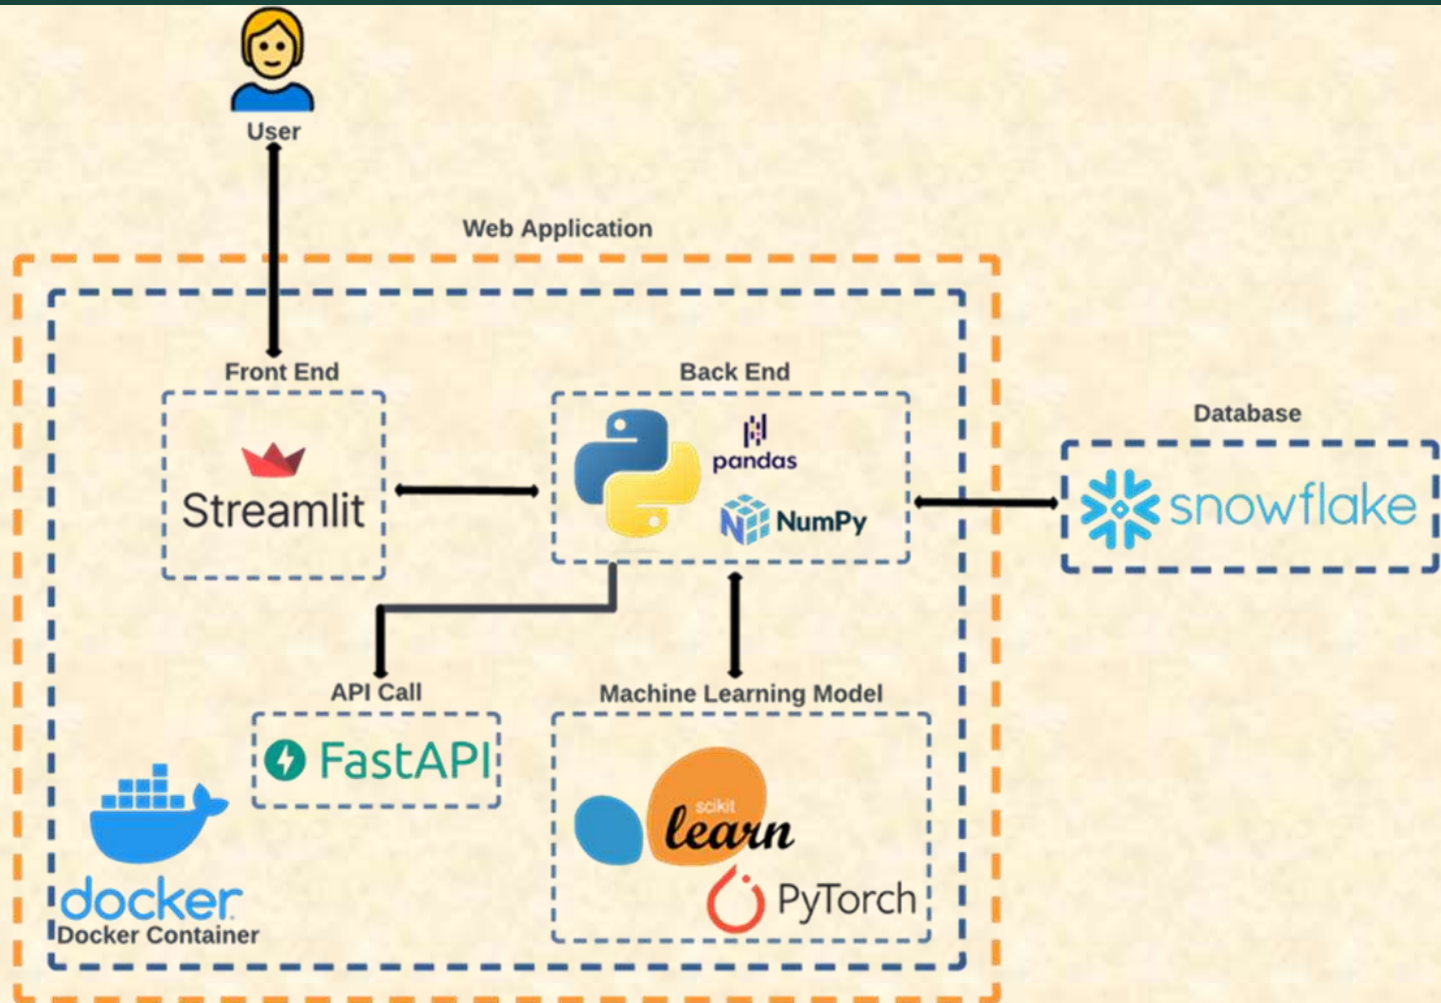 User
Web Application
Front End
Back End
Database
Streamlit
pandas
NumPy
snowflake
API Call
Machine Learning Model
FastAPI
scikit
learn
PyTorch
docker
Docker Container